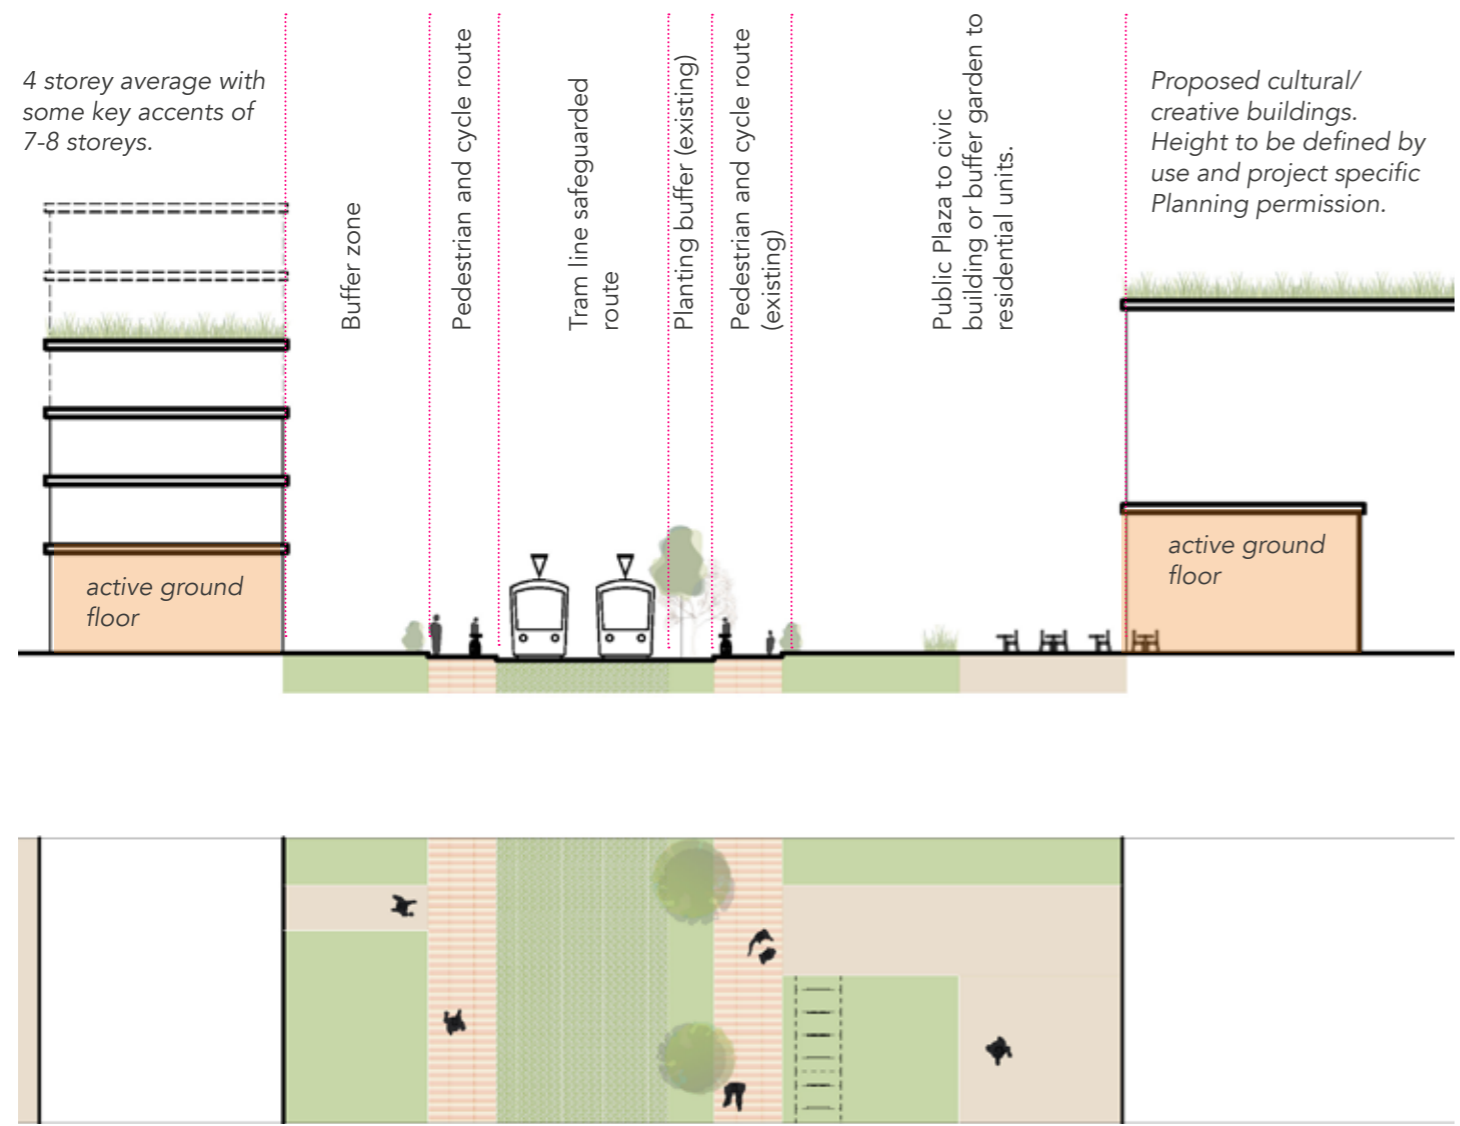 4 storey average with
some key accents of
7-8 storeys.
Buffer zone
Pedestrian and cycle route
Tram line safeguarded
route
Planting buffer (existing)
Pedestrian and cycle route
(existing)
Public Plaza to civic
building or buffer garden to
residential units.
Proposed cultural/
creative buildings.
Height to be defined by
use and project specific
Planning permission.
active ground
floor
active ground
floor